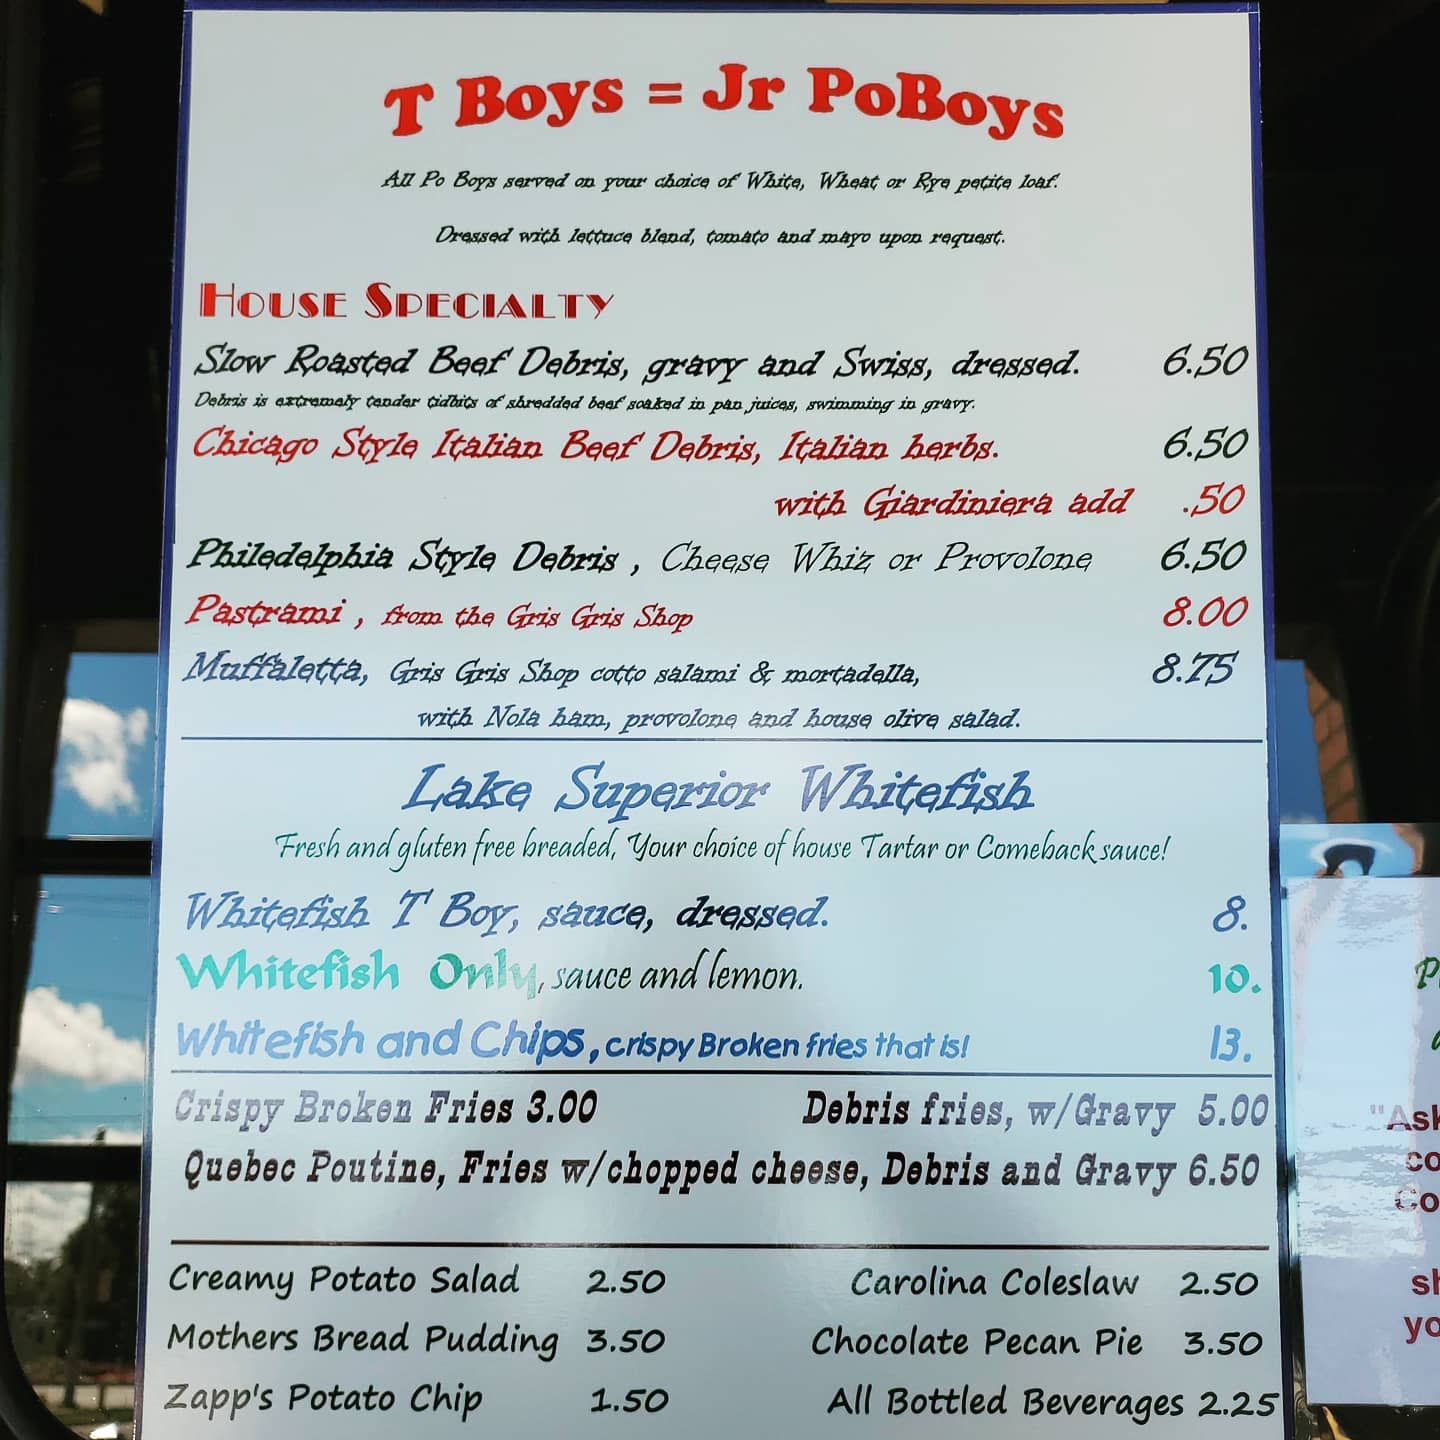 T Boys = Jr PoBoys
All Po Boys served on your choice of White, Wheat or Rye petite loaf.
Dressed with lettuce blend, tomato and mayo upon request.
House Specialty
Slow Roasted Beef Debris, gravy and Swiss, dressed. 6.50
Debris is extremely tender tidbits of shredded beef soaked in pan juices, swimming in gravy.
Chicago Style Italian Beef Debris, Italian herbs. 6.50
with Giardiniera add .50
Philedelphia Style Debris , Cheese Whiz or Provolone 6.50
Pastrami , from the Gris Gris Shop 8.00
Muffaletta, Gris Gris Shop cotto salami & mortadella, 8.75
with Nola ham, provolone and house olive salad.
Lake Superior Whitefish
Fresh and gluten free breaded, Your choice of house Tartar or Comeback sauce!
Whitefish T Boy, sauce, dressed. 8.
Whitefish Only, sauce and lemon. 10.
Whitefish and Chips, crispy Broken fries that is! 13.
Crispy Broken Fries 3.00 Debris fries, w/Gravy 5.00
Quebec Poutine, Fries w/chopped cheese, Debris and Gravy 6.50
Creamy Potato Salad 2.50 Carolina Coleslaw 2.50
Mothers Bread Pudding 3.50 Chocolate Pecan Pie 3.50
Zapp's Potato Chip 1.50 All Bottled Beverages 2.25